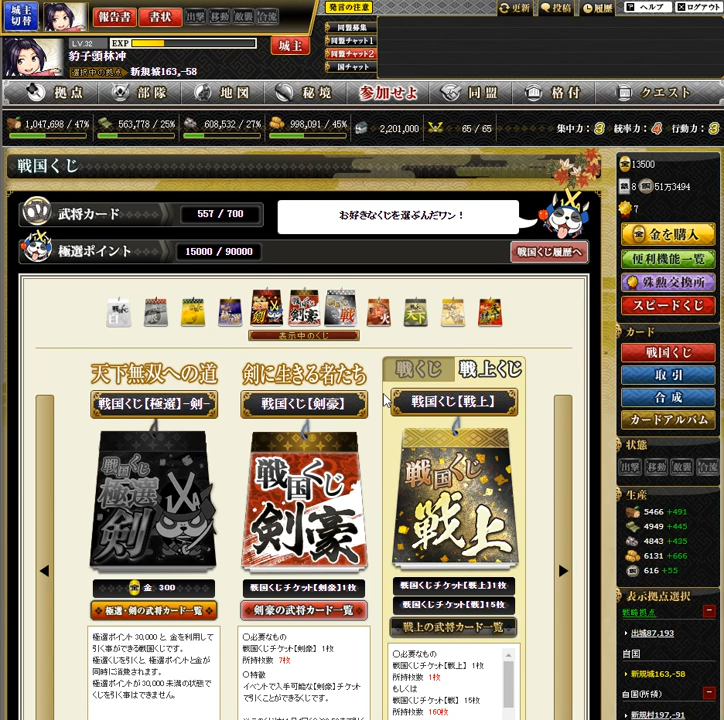 城主切替
報告書
書状
出撃
移動
敵襲
合流
発言の注意
更新
投稿
履歴
ヘルプ
ログアウト
LV.32
EXP
豹子頭林冲
城主
選択中の拠点
新規城163,-58
同盟募集
同盟チャット1
同盟チャット2
国チャット
拠点
部隊
地図
秘境
参加せよ
同盟
格付
クエスト
1,047,698 / 47%
563,778 / 25%
608,532 / 27%
998,091 / 45%
2,201,000
65 / 65
集中力：3
統率力：4
行動力：3
戦国くじ
武将カード
557 / 700
お好きなくじを選ぶんだワン！
極選ポイント
15000 / 90000
戦国くじ履歴へ
表示中のくじ
天下無双への道
剣に生きる者たち
戦くじ
戦上くじ
戦国くじ【極選】-剣-
戦国くじ【剣豪】
戦国くじ【戦上】
戦国くじ
極選
剣
戦国くじ
剣豪
戦国くじ
戦上
金 300
戦国くじチケット【剣豪】1枚
戦国くじチケット【戦上】1枚
戦国くじチケット【戦】15枚
極選・剣の武将カード一覧
剣豪の武将カード一覧
戦上の武将カード一覧
極選ポイント 30,000 と 金を利用して
引く事ができる戦国くじです。
極選くじを引くと 極選ポイントと金が
同時に消費されます。
極選ポイントが 30,000 未満の状態で
くじを引く事はできません。
〇必要なもの
戦国くじチケット【剣豪】 1枚
所持枚数 7枚
〇特徴
イベントで入手可能な【剣豪】チケット
で引くことができるくじです。
〇必要なもの
戦国くじチケット【戦上】 1枚
所持枚数 1枚
もしくは
戦国くじチケット【戦】 15枚
所持枚数 160枚
13500
8
51万3494
7
金を購入
便利機能一覧
殊勲交換所
スピードくじ
カード
戦国くじ
取引
合成
カードアルバム
状態
出撃
移動
敵襲
合流
生産
5466 +491
4949 +445
4843 +435
6131 +666
616 +55
表示拠点選択
戦略拠点
出城87,193
自国
新規城163,-58
自国(所領)
新規村197,-91